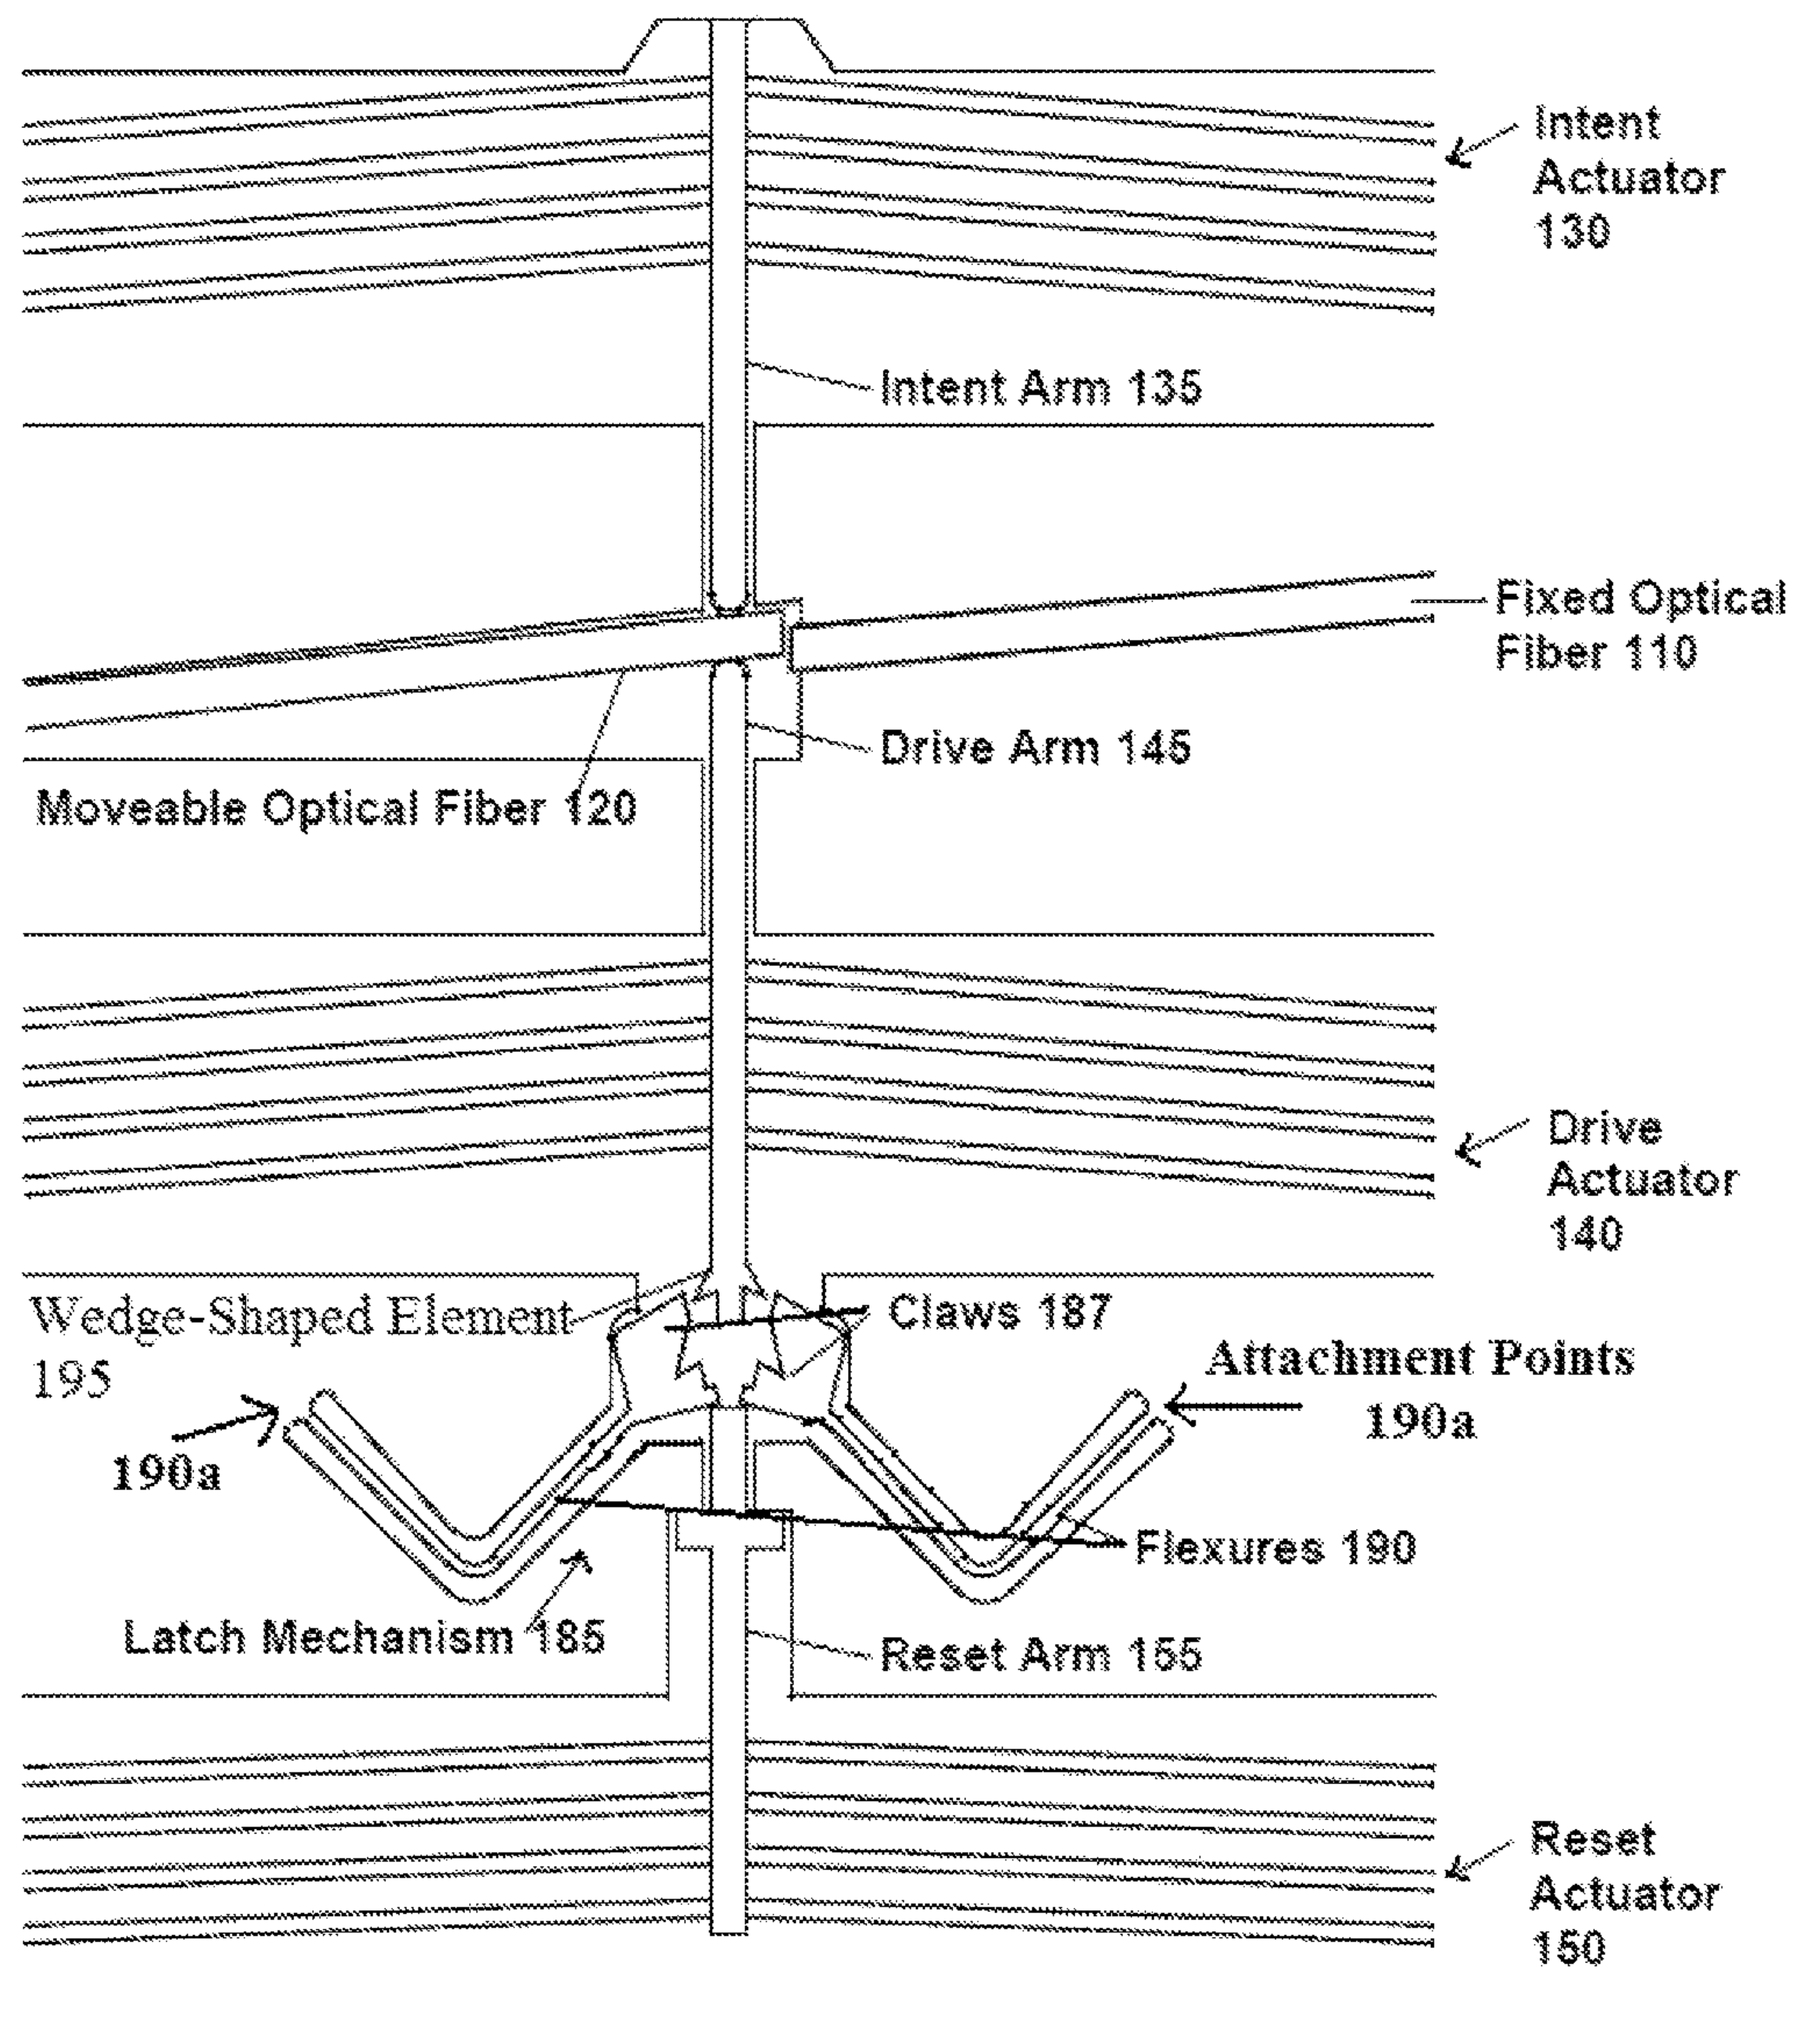 Intent
Actuator
130
Intent Arm 135
Fixed Optical
Fiber 110
Drive Arm 145
Moveable Optical Fiber 120
Drive
Actuator
140
Wedge-Shaped Element
195
Claws 187
Attachment Points
190a
190a
Flexures 190
Latch Mechanism 185
Reset Arm 155
Reset
Actuator
150